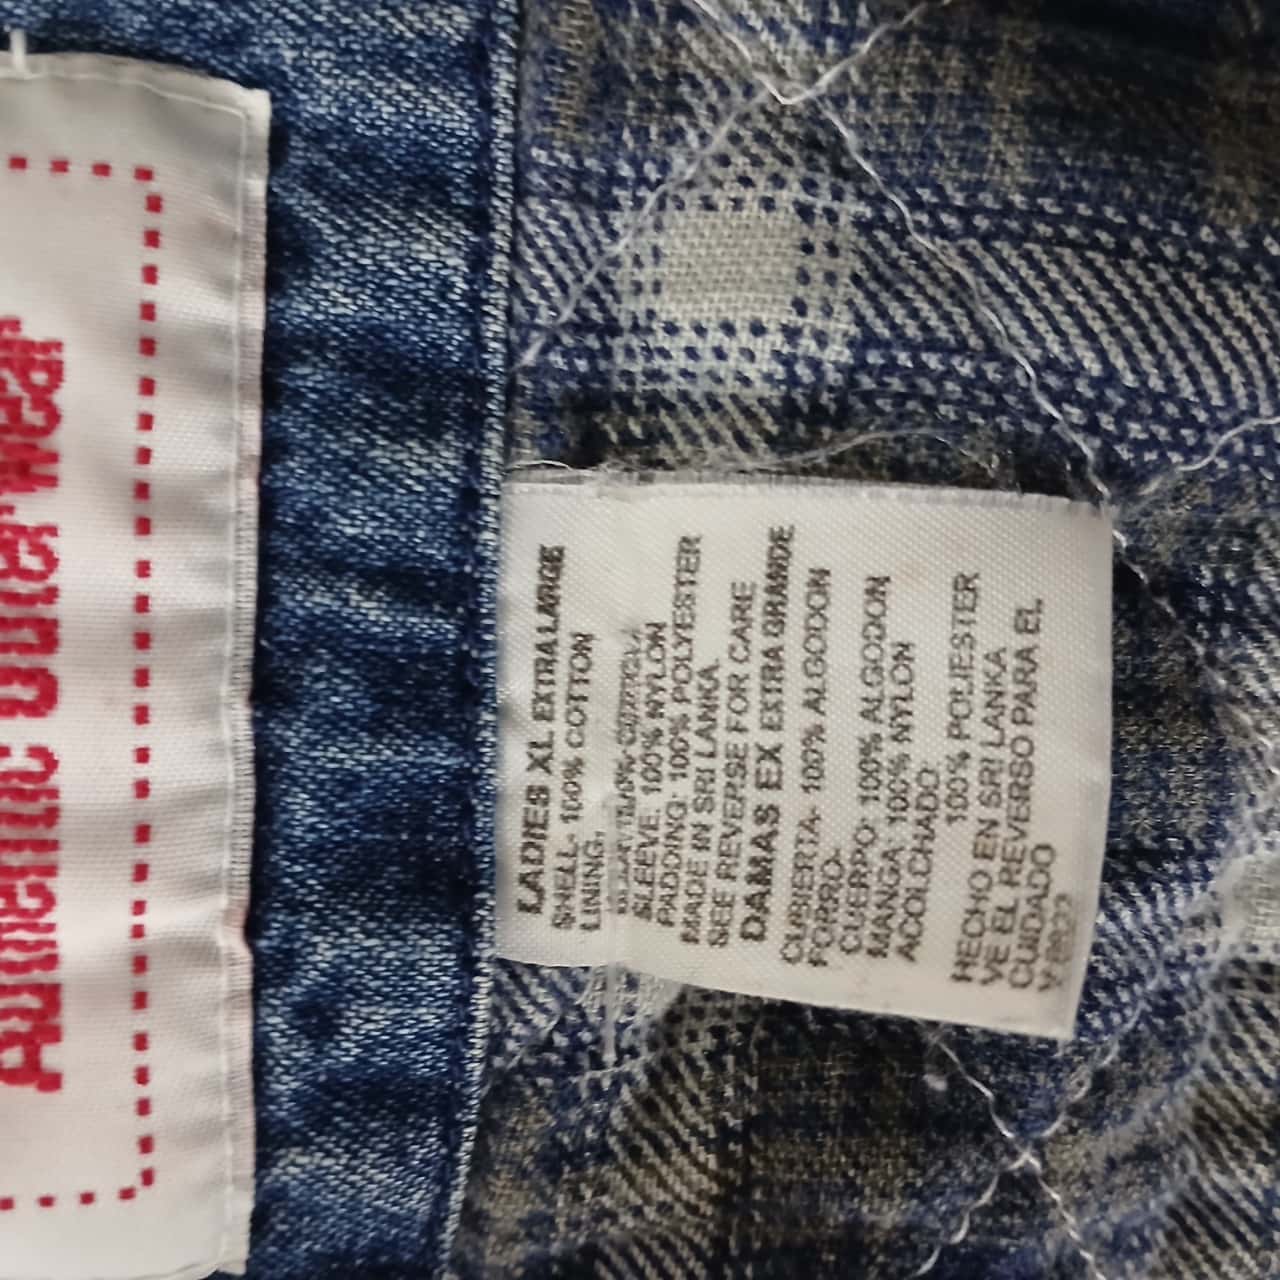 Authentic Outerwear
LADIES XL EXTRALARGE
SHELL- 100% COTTON
LINING.
SLEEVE: 100% NYLON
PADDING: 100% POLYESTER
MADE IN SRI LANKA.
SEE REVERSE FOR CARE
DAMAS EX EXTRA GRANDE
CUBIERTA- 100% ALGODON
FORRO-
CUERPO: 100% ALGODON
MANGA: 100% NYLON
ACOLCHADO:
100% POLIESTER
HECHO EN SRI LANKA
VE EL REVERSO PARA EL
CUIDADO